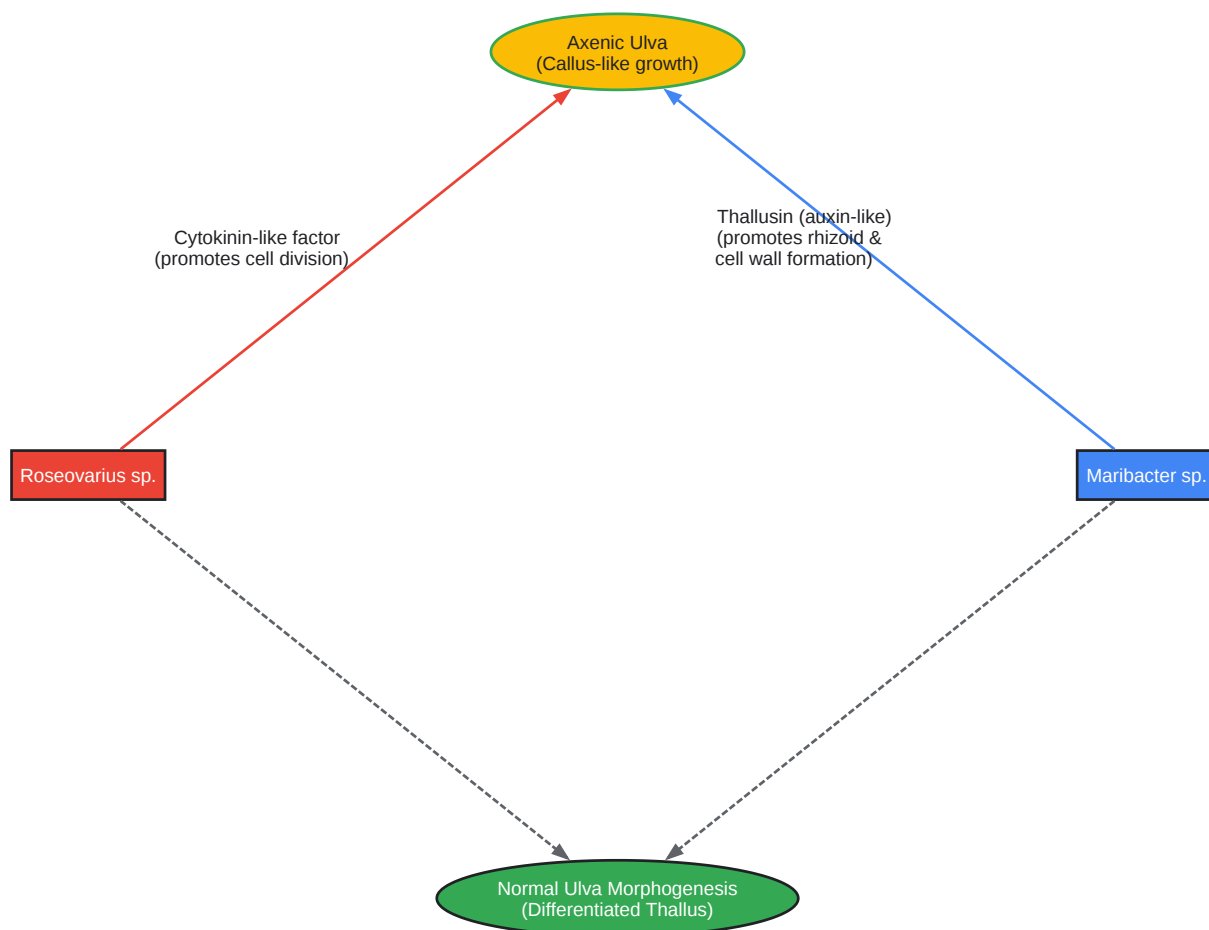 Axenic Ulva
(Callus-like growth)
Cytokinin-like factor
(promotes cell division)
Thallusin (auxin-like)
(promotes rhizoid &
cell wall formation)
Roseovarius sp.
Maribacter sp.
Normal Ulva Morphogenesis
(Differentiated Thallus)